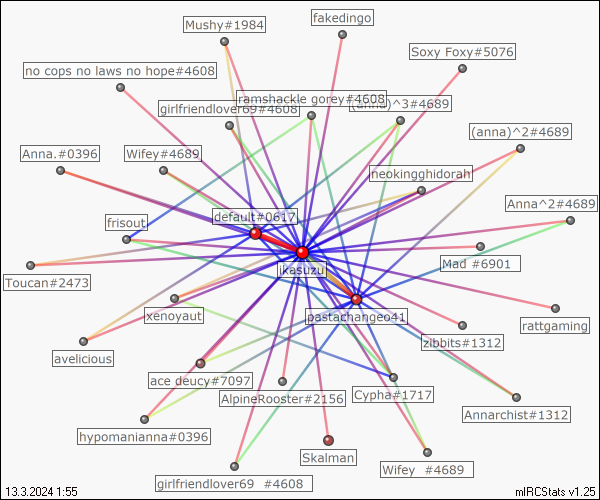 fakedingo
Mushy#1984
Soxy Foxy#5076
no cops no laws no hope#4608
ramshackle gorey#4608
girlfriendlover69#4608
(anna)^3#4689
(anna)^2#4689
Anna.#0396
Wifey#4689
neokingghidorah
Anna^2#4689
default#0617
frisout
Mad #6901
ikasuzu
Toucan#2473
xenoyaut
pastachangeo41
rattgaming
zibbits#1312
avelicious
ace deucy#7097
AlpineRooster#2156
Cypha#1717
Annarchist#1312
hypomanianna#0396
Skalman
Wifey #4689
girlfriendlover69 #4608
13.3.2024 1:55
mIRCStats v1.25